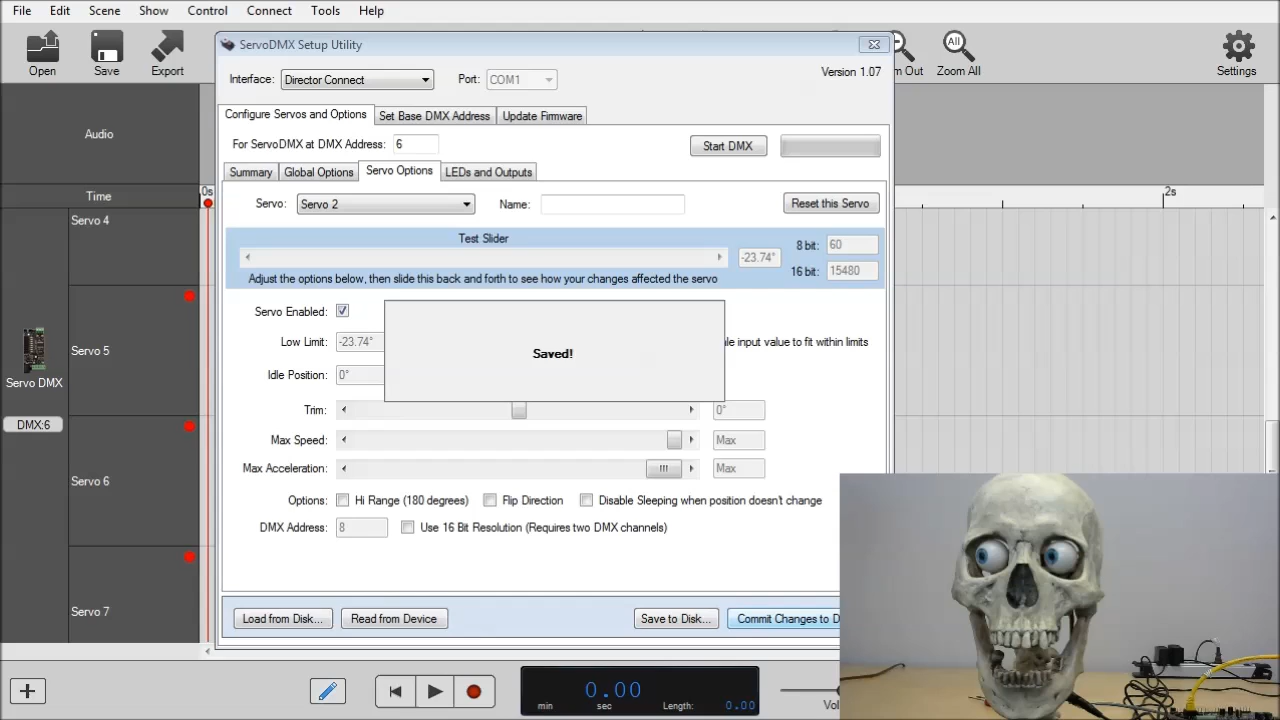 File Edit Scene Show Control Connect Tools Help
Open Save Export
ServoDMX Setup Utility
Out Zoom All
All
Settings
Interface: Director Connect Port: COM1
Version 1.07
Configure Servos and Options Set Base DMX Address Update Firmware
For ServoDMX at DMX Address: 6 Start DMX
Summary Global Options Servo Options LEDs and Outputs
Servo: Servo 2 Name: Reset this Servo
Test Slider
-23.74° 8 bit: 60
16 bit: 15480
Adjust the options below, then slide this back and forth to see how your changes affected the servo
Servo Enabled:
Low Limit: -23.74° input value to fit within limits
Saved!
Idle Position: 0°
Trim: 0°
Max Speed: Max
Max Acceleration: Max
Options: Hi Range (180 degrees) Flip Direction Disable Sleeping when position doesn't change
DMX Address: 8 Use 16 Bit Resolution (Requires two DMX channels)
Load from Disk... Read from Device Save to Disk... Commit Changes to D
Audio
Time 0s 2s
Servo 4
Servo 5
Servo DMX
DMX:6
Servo 6
Servo 7
0.00
min sec Length: 0.00
Vol